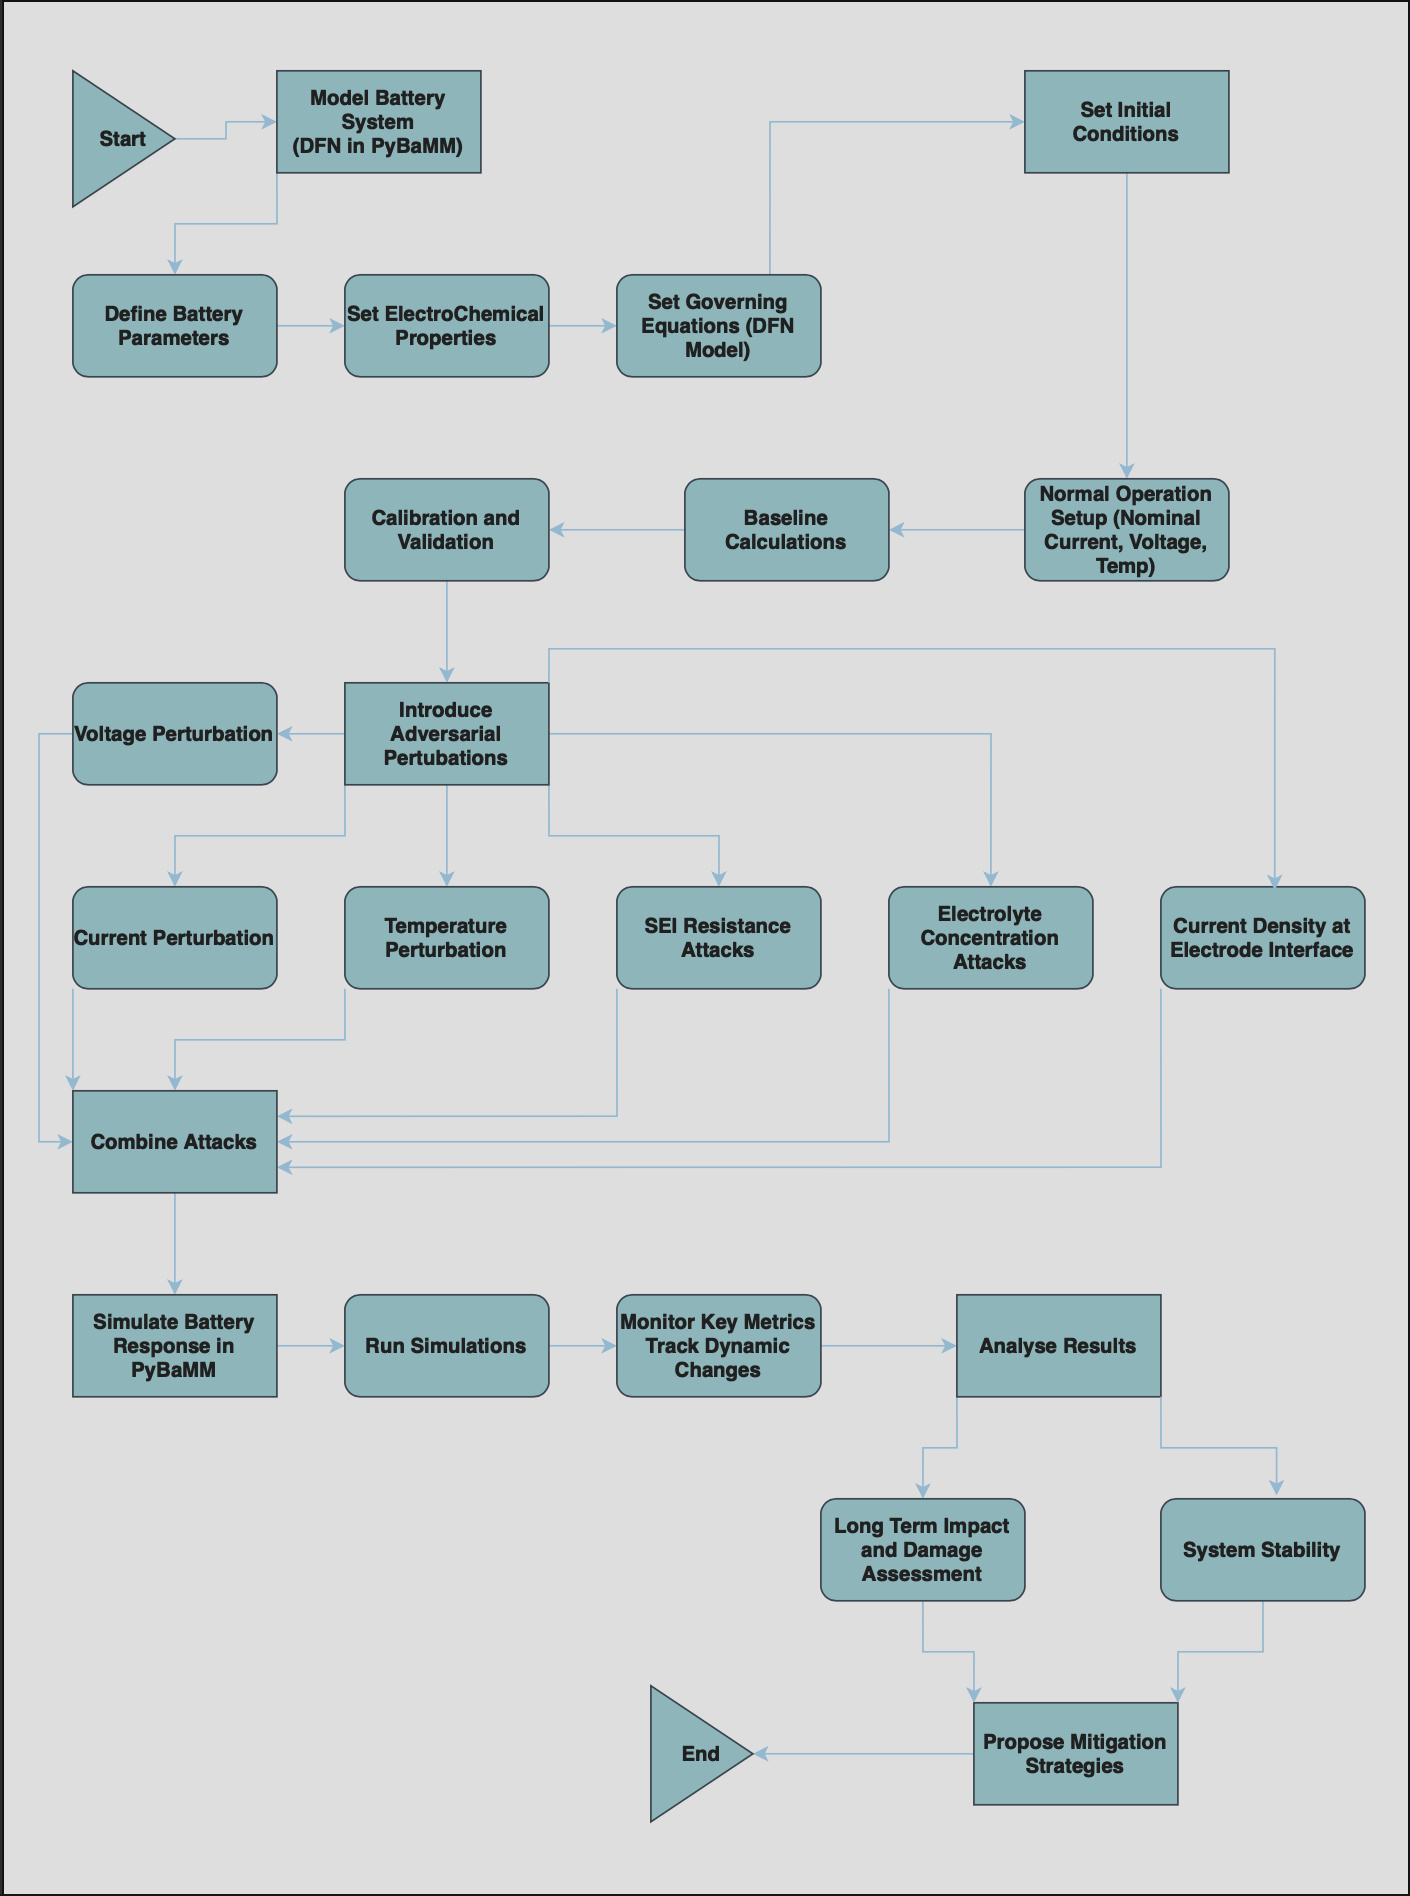 Start
Model Battery
System
(DFN in PyBaMM)
Set Initial
Conditions
Define Battery
Parameters
Set ElectroChemical
Properties
Set Governing
Equations (DFN
Model)
Calibration and
Validation
Baseline
Calculations
Normal Operation
Setup (Nominal
Current, Voltage,
Temp)
Voltage Perturbation
Introduce
Adversarial
Pertubations
Current Perturbation
Temperature
Perturbation
SEI Resistance
Attacks
Electrolyte
Concentration
Attacks
Current Density at
Electrode Interface
Combine Attacks
Simulate Battery
Response in
PyBaMM
Run Simulations
Monitor Key Metrics
Track Dynamic
Changes
Analyse Results
Long Term Impact
and Damage
Assessment
System Stability
End
Propose Mitigation
Strategies